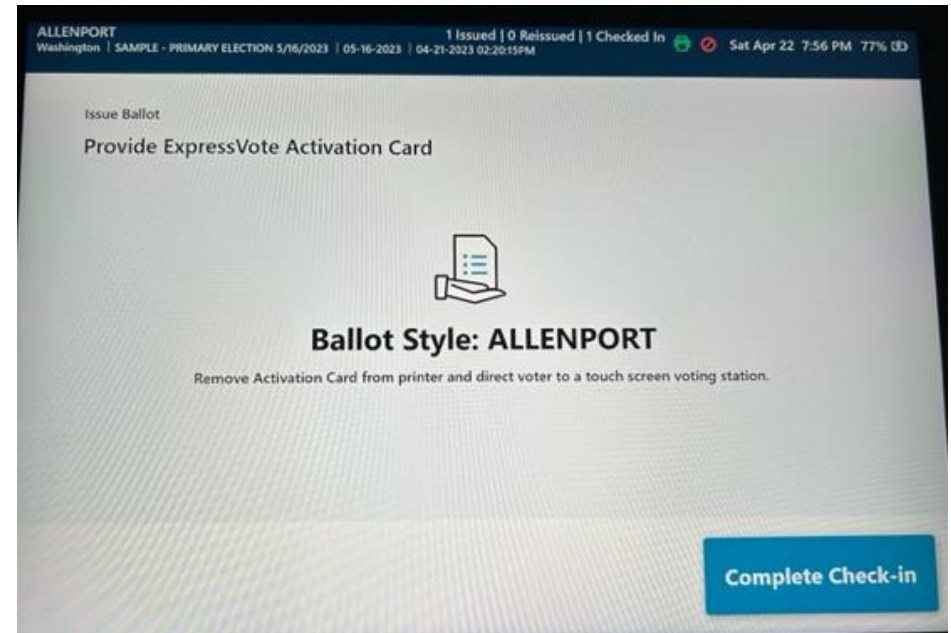 ALLENPORT
Washington | SAMPLE - PRIMARY ELECTION 5/16/2023 | 05-16-2023 | 04-21-2023 02:20:15PM
1 Issued | 0 Reissued | 1 Checked In
Sat Apr 22 7:56 PM 77%
Issue Ballot
Provide ExpressVote Activation Card
Ballot Style: ALLENPORT
Remove Activation Card from printer and direct voter to a touch screen voting station.
Complete Check-in